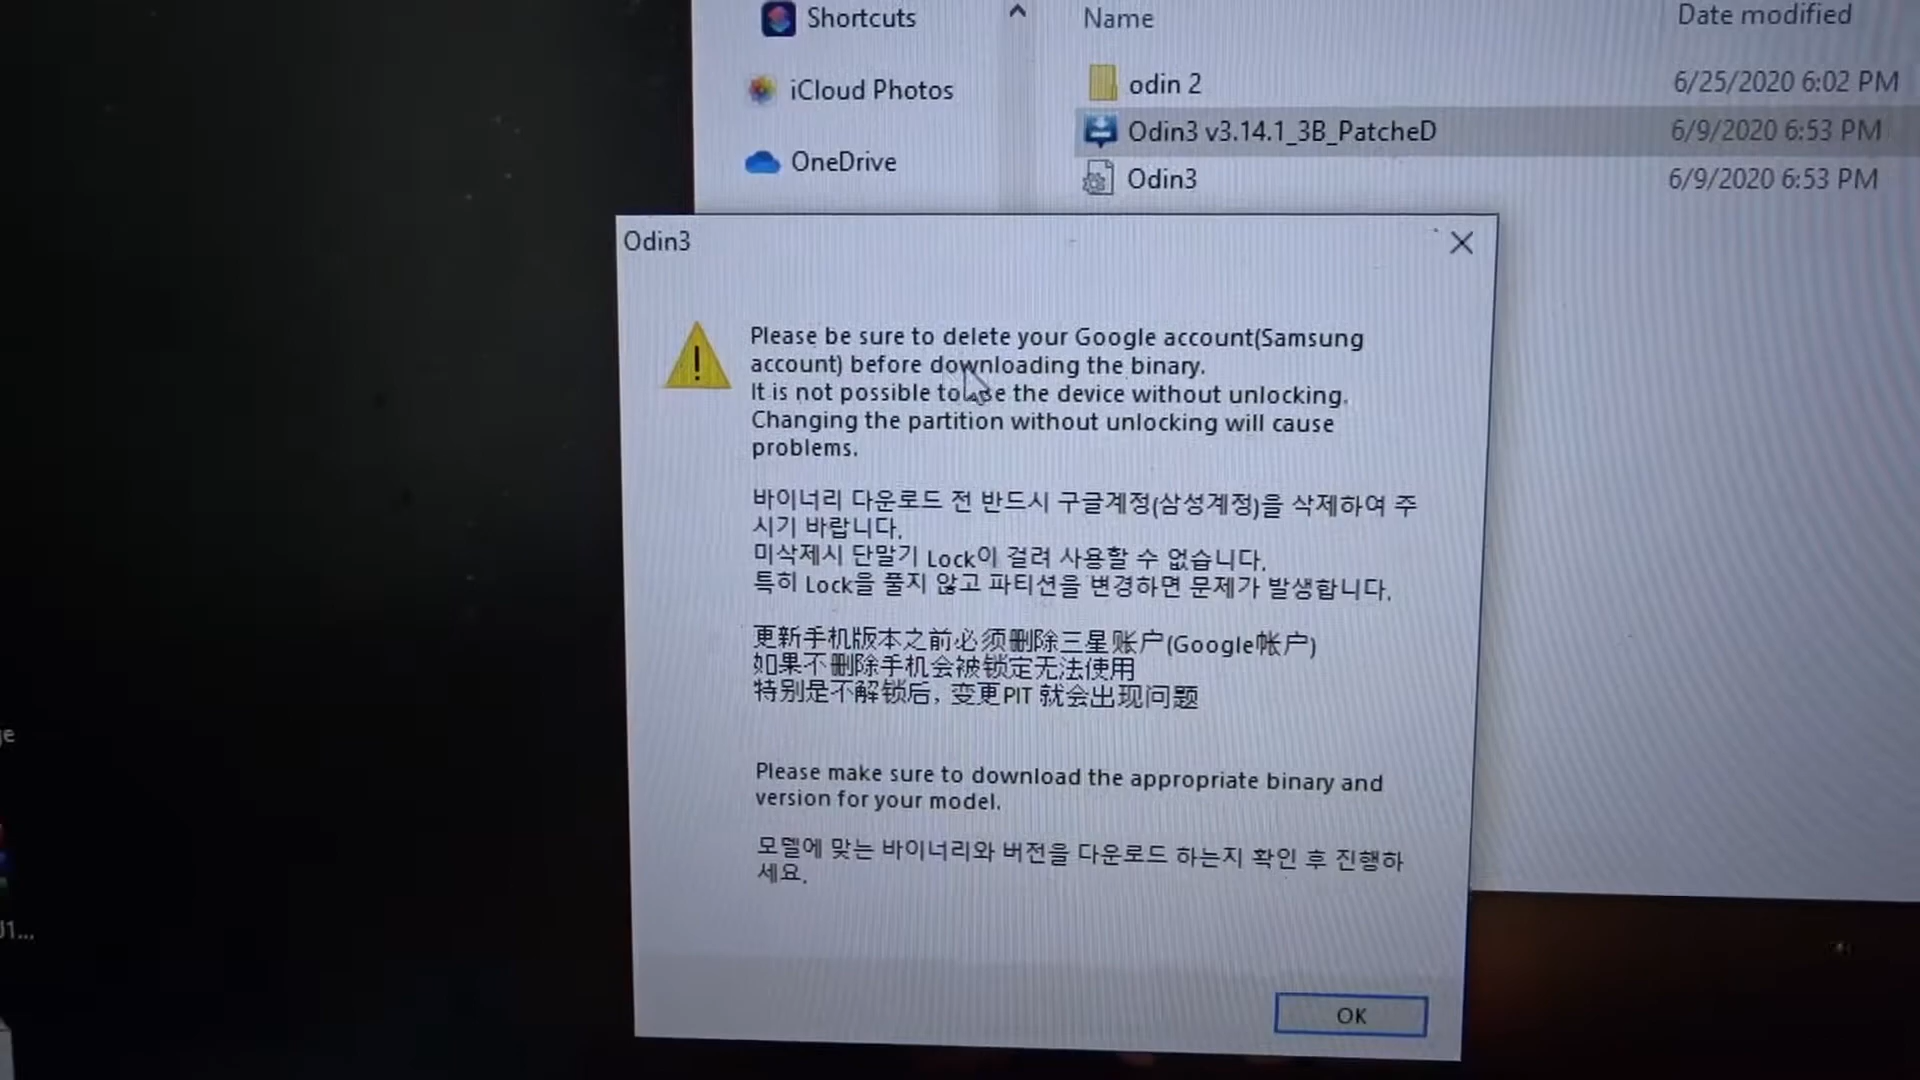 Shortcuts
Name
Date modified
iCloud Photos
odin 2
6/25/2020 6:02 PM
Odin3 v3.14.1_3B_PatcheD
6/9/2020 6:53 PM
OneDrive
Odin3
6/9/2020 6:53 PM
Odin3
Please be sure to delete your Google account(Samsung
account) before downloading the binary.
It is not possible to use the device without unlocking.
Changing the partition without unlocking will cause
problems.
바이너리 다운로드 전 반드시 구글계정(삼성계정)을 삭제하여 주
시기 바랍니다.
미삭제시 단말기 Lock이 걸려 사용할 수 없습니다.
특히 Lock을 풀지 않고 파티션을 변경하면 문제가 발생합니다.
更新手机版本之前必须删除三星账户(Google帐户)
如果不删除手机会被锁定无法使用
特别是不解锁后, 变更PIT 就会出现问题
Please make sure to download the appropriate binary and
version for your model.
모델에 맞는 바이너리와 버전을 다운로드 하는지 확인 후 진행하
세요.
OK